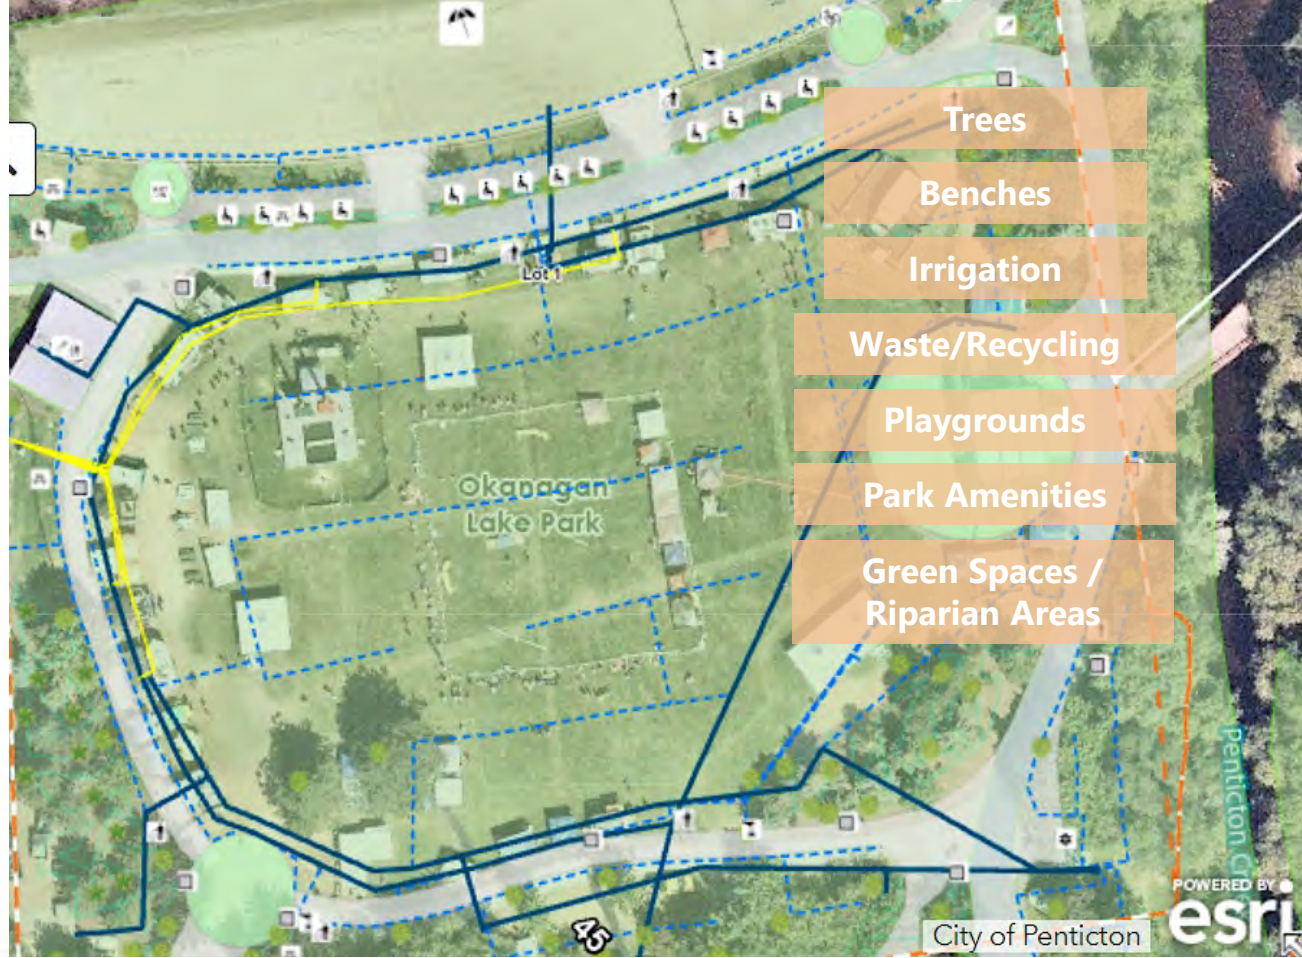 Trees
Benches
Irrigation
Lot 1
Waste/Recycling
Playgrounds
Okanagan
Lake Park
Park Amenities
Green Spaces /
Riparian Areas
45
POWERED BY
esri
City of Penticton